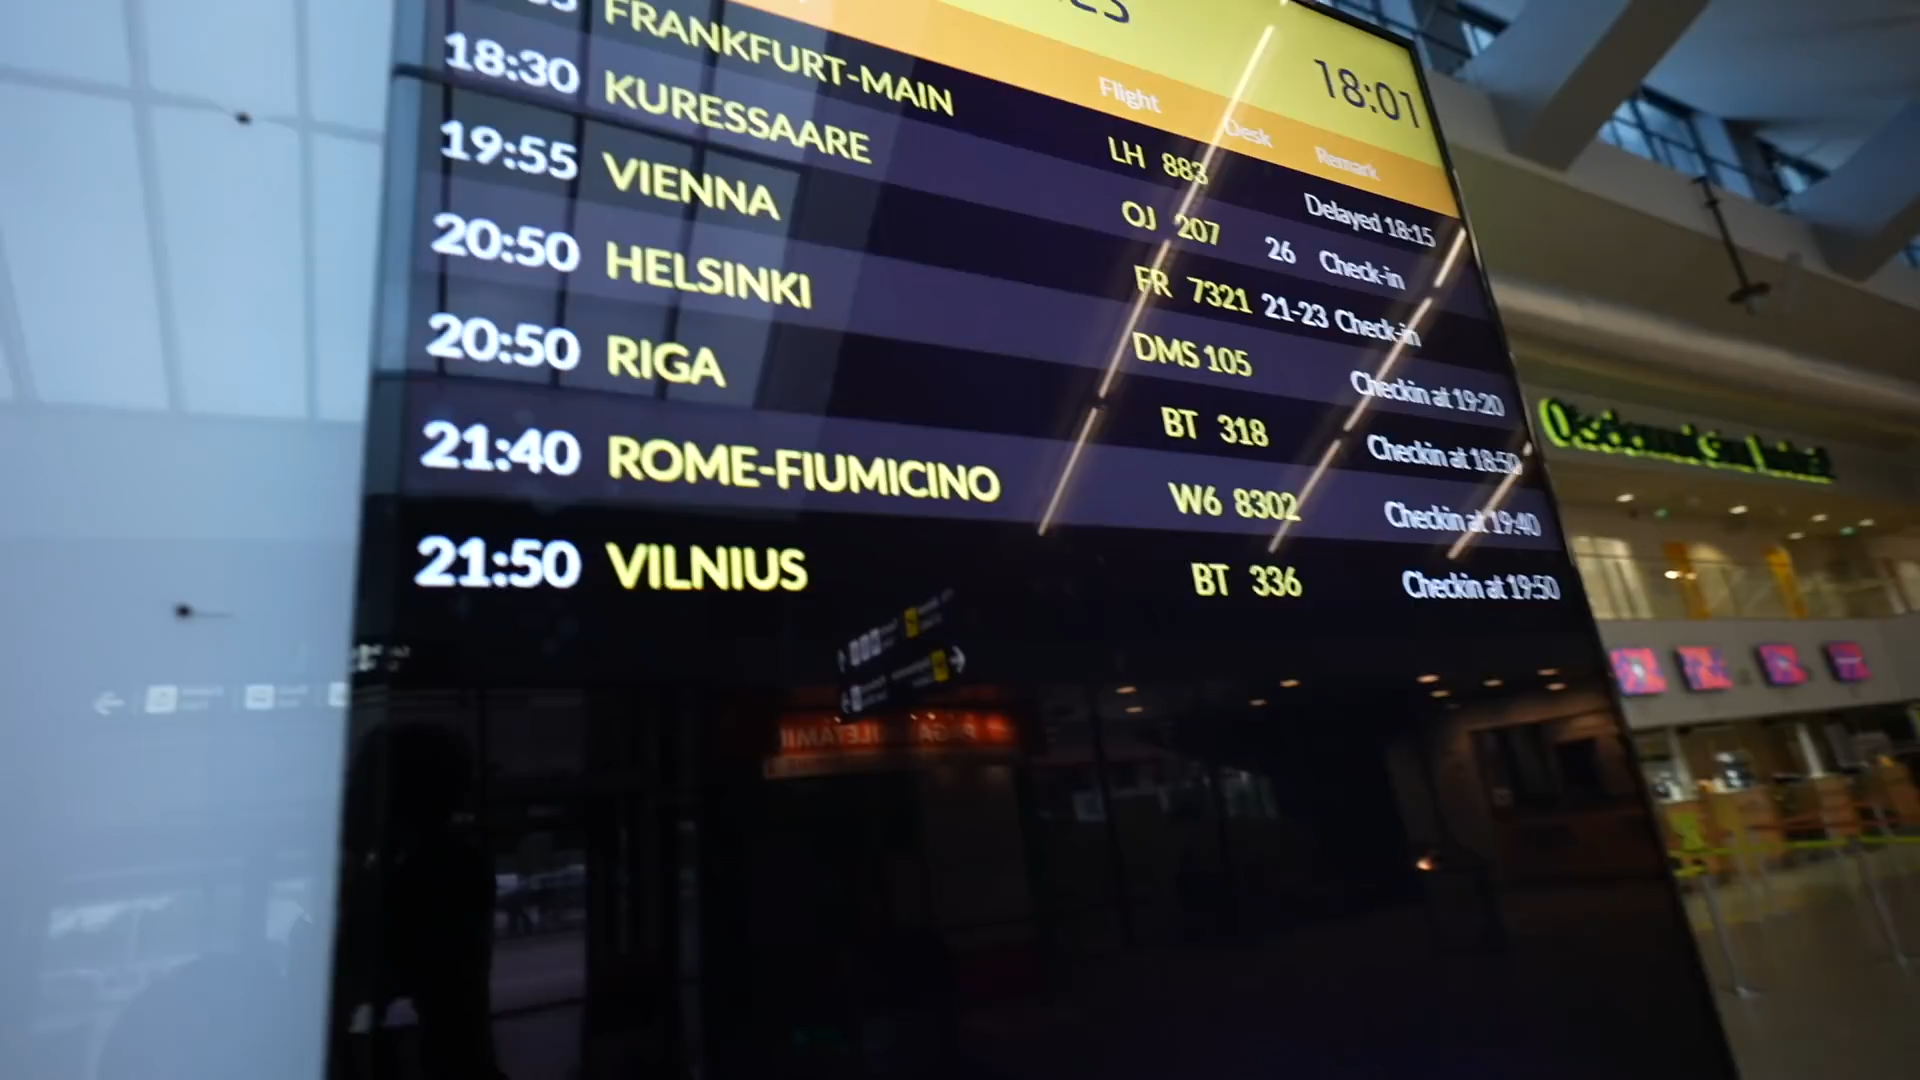 18:01
Flight Desk Remark
FRANKFURT-MAIN LH 883 Delayed 18:15
18:30 KURESSAARE OJ 207 26 Check-in
19:55 VIENNA FR 7321 21-23 Check-in
20:50 HELSINKI DMS 105 Checkin at 19:20
20:50 RIGA BT 318 Checkin at 18:50
21:40 ROME-FIUMICINO W6 8302 Checkin at 19:40
21:50 VILNIUS BT 336 Checkin at 19:50